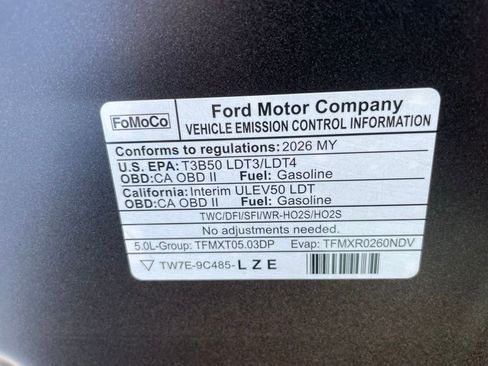 FoMoCo
Ford Motor Company
VEHICLE EMISSION CONTROL INFORMATION
Conforms to regulations: 2026 MY
U.S. EPA: T3B50 LDT3/LDT4
OBD:CA OBD II Fuel: Gasoline
California: Interim ULEV50 LDT
OBD:CA OBD II Fuel: Gasoline
TWC/DFI/SFI/WR-HO2S/HO2S
No adjustments needed.
5.0L-Group: TFMXT05.03DP Evap: TFMXR0260NDV
TW7E-9C485-LZE